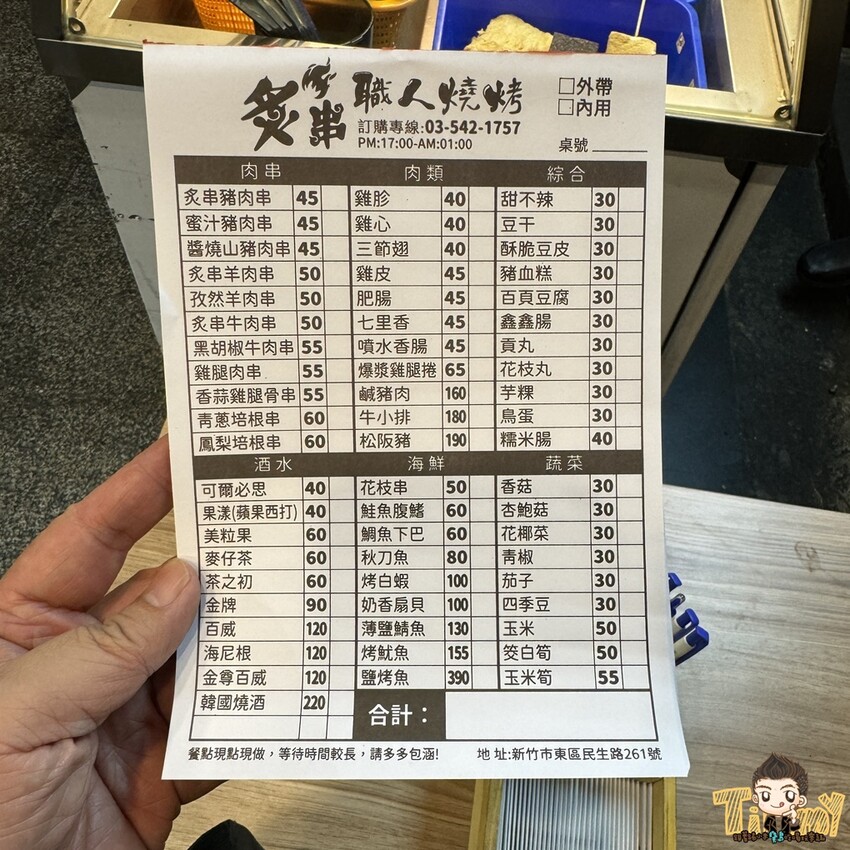 炙串 職人燒烤
訂購專線:03-542-1757
PM:17:00-AM:01:00
□外帶
□內用
桌號
肉串 肉類 綜合
炙串豬肉串 45 雞胗 40 甜不辣 30
蜜汁豬肉串 45 雞心 40 豆干 30
醬燒山豬肉串 45 三節翅 40 酥脆豆皮 30
炙串羊肉串 50 雞皮 45 豬血糕 30
孜然羊肉串 50 肥腸 45 百頁豆腐 30
炙串牛肉串 50 七里香 45 鑫鑫腸 30
黑胡椒牛肉串 55 噴水香腸 45 貢丸 30
雞腿肉串 55 爆漿雞腿捲 65 花枝丸 30
香蒜雞腿骨串 55 鹹豬肉 160 芋粿 30
青蔥培根串 60 牛小排 180 鳥蛋 30
鳳梨培根串 60 松阪豬 190 糯米腸 40
酒水 海鮮 蔬菜
可爾必思 40 花枝串 50 香菇 30
果漾(蘋果西打) 40 鮭魚腹鰭 60 杏鮑菇 30
美粒果 60 鯛魚下巴 60 花椰菜 30
麥仔茶 60 秋刀魚 80 青椒 30
茶之初 60 烤白蝦 100 茄子 30
金牌 90 奶香扇貝 100 四季豆 30
百威 120 薄鹽鯖魚 130 玉米 50
海尼根 120 烤魷魚 155 筊白筍 50
金尊百威 120 鹽烤魚 390 玉米筍 55
韓國燒酒 220
合計：
餐點現點現做，等待時間較長，請多多包涵!
地址:新竹市東區民生路261號